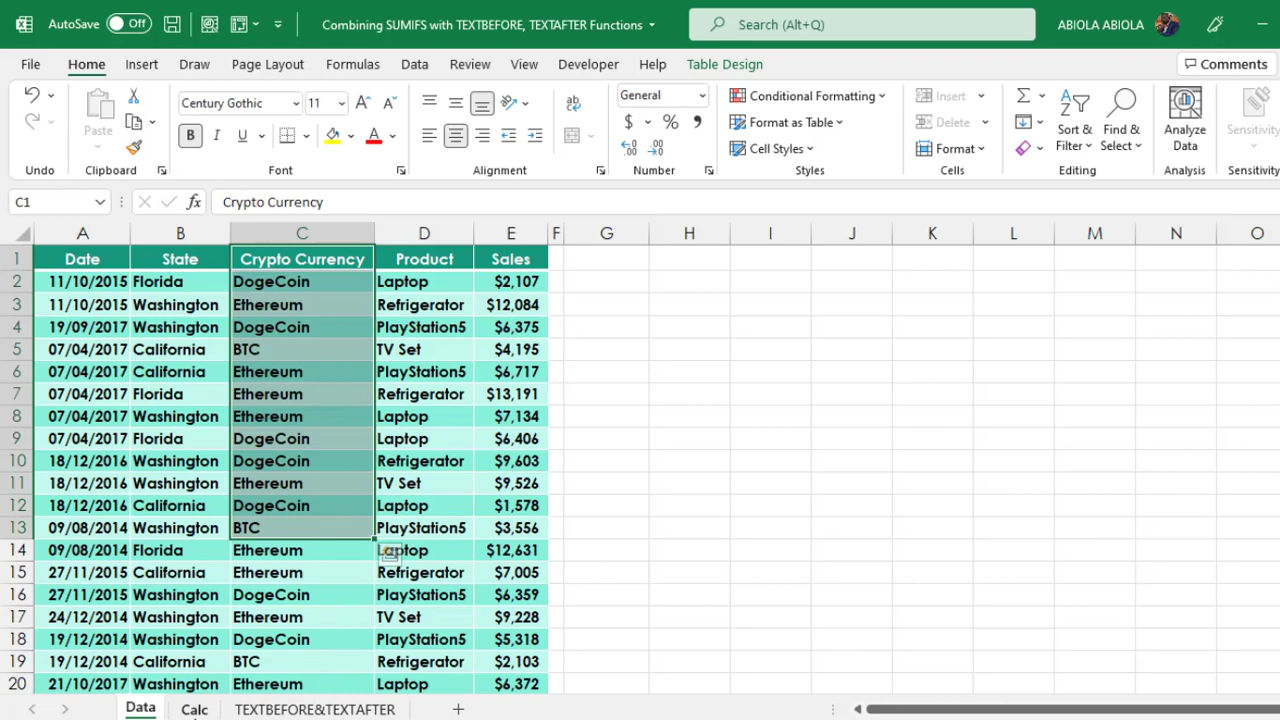 AutoSave Off Combining SUMIFS with TEXTBEFORE, TEXTAFTER Functions Search (Alt+Q) ABIOLA ABIOLA
File Home Insert Draw Page Layout Formulas Data Review View Developer Help Table Design Comments
Paste Century Gothic 11 General Conditional Formatting Insert
B I U A $ % Format as Table Delete Sort & Filter Find & Select Analyze Data Sensitivity
Cell Styles Format
Undo Clipboard Font Alignment Number Styles Cells Editing Analysis Sensitivity
C1 fx Crypto Currency
A B C D E F G H I J K L M N O
1 Date State Crypto Currency Product Sales
2 11/10/2015 Florida DogeCoin Laptop $2,107
3 11/10/2015 Washington Ethereum Refrigerator $12,084
4 19/09/2017 Washington DogeCoin PlayStation5 $6,375
5 07/04/2017 California BTC TV Set $4,195
6 07/04/2017 California Ethereum PlayStation5 $6,717
7 07/04/2017 Florida Ethereum Refrigerator $13,191
8 07/04/2017 Washington Ethereum Laptop $7,134
9 07/04/2017 Florida DogeCoin Laptop $6,406
10 18/12/2016 Washington DogeCoin Refrigerator $9,603
11 18/12/2016 Washington Ethereum TV Set $9,526
12 18/12/2016 California DogeCoin Laptop $1,578
13 09/08/2014 Washington BTC PlayStation5 $3,556
14 09/08/2014 Florida Ethereum Laptop $12,631
15 27/11/2015 California Ethereum Refrigerator $7,005
16 27/11/2015 Washington DogeCoin PlayStation5 $6,359
17 24/12/2014 Washington Ethereum TV Set $9,228
18 19/12/2014 Washington DogeCoin PlayStation5 $5,318
19 19/12/2014 California BTC Refrigerator $2,103
20 21/10/2017 Washington Ethereum Laptop $6,372
Data Calc TEXTBEFORE&TEXTAFTER